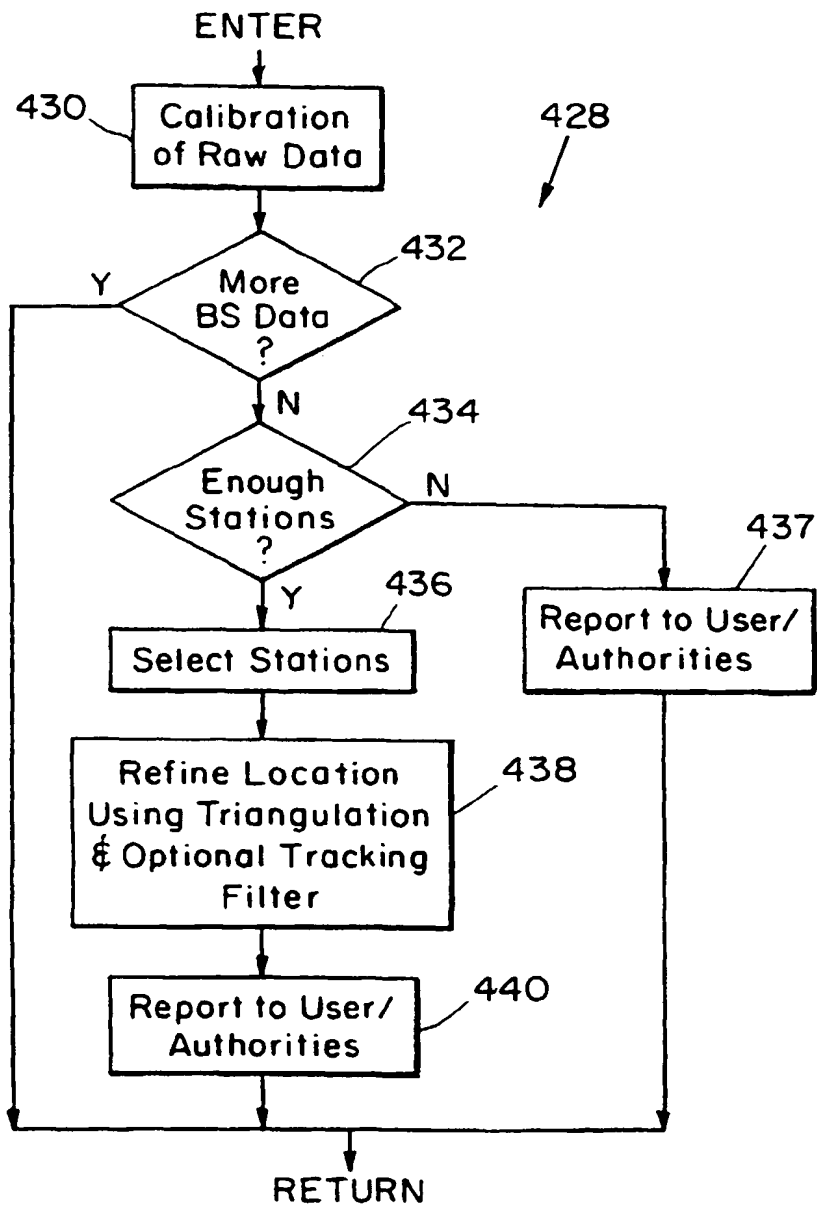 ENTER
430
Calibration
of Raw Data
428
432
Y
More
BS Data
?
N
434
Enough
Stations
?
N
Y
436
437
Select Stations
Report to User/
Authorities
438
Refine Location
Using Triangulation
& Optional Tracking
Filter
440
Report to User/
Authorities
RETURN